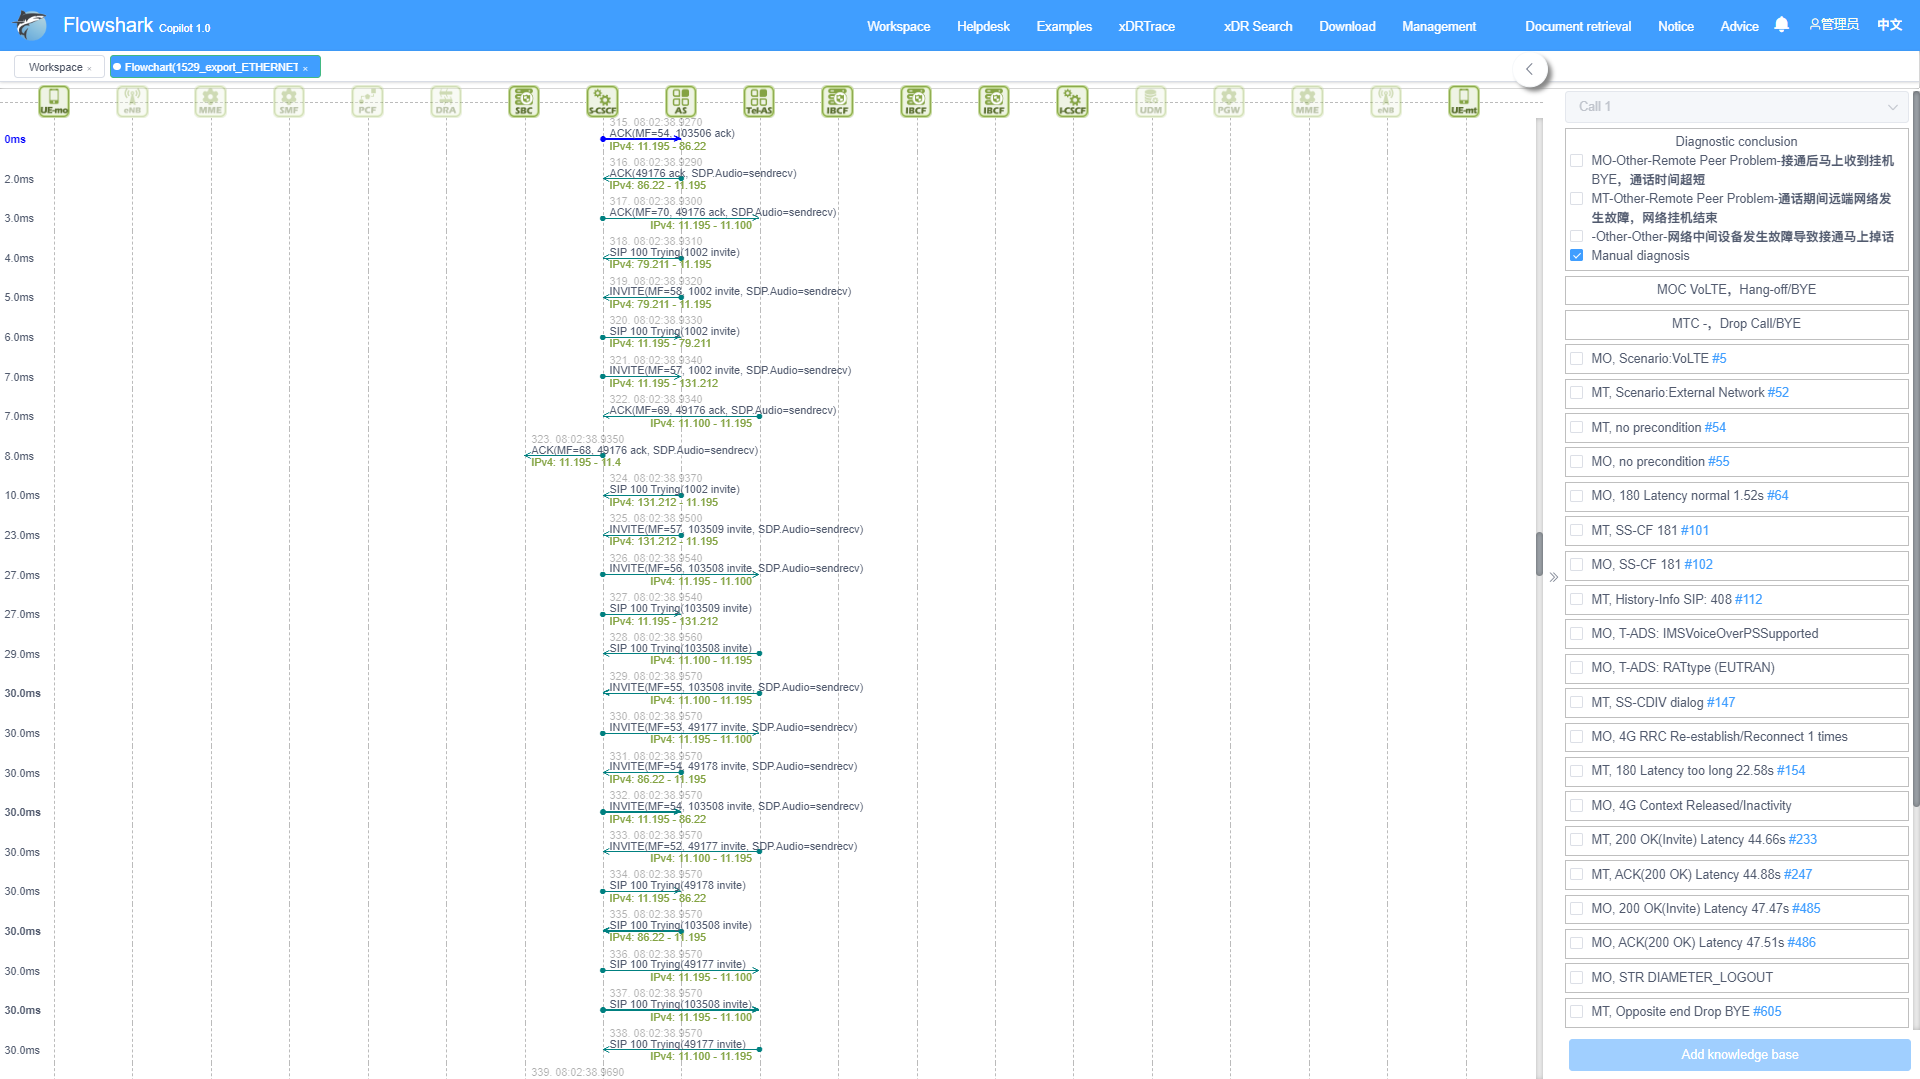 Flowshark Copilot 1.0
Workspace Helpdesk Examples xDRTrace xDR Search Download Management Document retrieval Notice Advice 管理员 中文
Workspace × Flowchart(1529_export_ETHERNET ×
UE-mo eNB MME SMF PCF DRA SBC S-CSCF AS Tel-AS IBCF IBCF IBCF I-CSCF UDM PGW MME eNB UE-mt
315. 08:02:38.9270
0ms ACK(MF=54, 103506 ack)
IPv4: 11.195 - 86.22
316. 08:02:38.9290
2.0ms ACK(49176 ack, SDP.Audio=sendrecv)
IPv4: 86.22 - 11.195
317. 08:02:38.9300
3.0ms ACK(MF=70, 49176 ack, SDP.Audio=sendrecv)
IPv4: 11.195 - 11.100
318. 08:02:38.9310
4.0ms SIP 100 Trying(1002 invite)
IPv4: 79.211 - 11.195
319. 08:02:38.9320
5.0ms INVITE(MF=58, 1002 invite, SDP.Audio=sendrecv)
IPv4: 79.211 - 11.195
320. 08:02:38.9330
6.0ms SIP 100 Trying(1002 invite)
IPv4: 11.195 - 79.211
321. 08:02:38.9340
7.0ms INVITE(MF=57, 1002 invite, SDP.Audio=sendrecv)
IPv4: 11.195 - 131.212
322. 08:02:38.9340
7.0ms ACK(MF=69, 49176 ack, SDP.Audio=sendrecv)
IPv4: 11.100 - 11.195
323. 08:02:38.9350
8.0ms ACK(MF=68, 49176 ack, SDP.Audio=sendrecv)
IPv4: 11.195 - 11.4
324. 08:02:38.9370
10.0ms SIP 100 Trying(1002 invite)
IPv4: 131.212 - 11.195
325. 08:02:38.9500
23.0ms INVITE(MF=57, 103509 invite, SDP.Audio=sendrecv)
IPv4: 131.212 - 11.195
326. 08:02:38.9540
27.0ms INVITE(MF=56, 103508 invite, SDP.Audio=sendrecv)
IPv4: 11.195 - 11.100
327. 08:02:38.9540
27.0ms SIP 100 Trying(103509 invite)
IPv4: 11.195 - 131.212
328. 08:02:38.9560
29.0ms SIP 100 Trying(103508 invite)
IPv4: 11.100 - 11.195
329. 08:02:38.9570
30.0ms INVITE(MF=55, 103508 invite, SDP.Audio=sendrecv)
IPv4: 11.100 - 11.195
330. 08:02:38.9570
30.0ms INVITE(MF=53, 49177 invite, SDP.Audio=sendrecv)
IPv4: 11.195 - 11.100
331. 08:02:38.9570
30.0ms INVITE(MF=54, 49178 invite, SDP.Audio=sendrecv)
IPv4: 86.22 - 11.195
332. 08:02:38.9570
30.0ms INVITE(MF=54, 103508 invite, SDP.Audio=sendrecv)
IPv4: 11.195 - 86.22
333. 08:02:38.9570
30.0ms INVITE(MF=52, 49177 invite, SDP.Audio=sendrecv)
IPv4: 11.100 - 11.195
334. 08:02:38.9570
30.0ms SIP 100 Trying(49178 invite)
IPv4: 11.195 - 86.22
335. 08:02:38.9570
30.0ms SIP 100 Trying(103508 invite)
IPv4: 86.22 - 11.195
336. 08:02:38.9570
30.0ms SIP 100 Trying(49177 invite)
IPv4: 11.195 - 11.100
337. 08:02:38.9570
30.0ms SIP 100 Trying(103508 invite)
IPv4: 11.195 - 11.100
338. 08:02:38.9570
30.0ms SIP 100 Trying(49177 invite)
IPv4: 11.100 - 11.195
339. 08:02:38.9690
Call 1
Diagnostic conclusion
MO-Other-Remote Peer Problem-接通后马上收到挂机
BYE，通话时间超短
MT-Other-Remote Peer Problem-通话期间远端网络发
生故障，网络挂机结束
-Other-Other-网络中间设备发生故障导致接通马上掉话
Manual diagnosis
MOC VoLTE，Hang-off/BYE
MTC -，Drop Call/BYE
MO, Scenario:VoLTE #5
MT, Scenario:External Network #52
MT, no precondition #54
MO, no precondition #55
MO, 180 Latency normal 1.52s #64
MT, SS-CF 181 #101
MO, SS-CF 181 #102
MT, History-Info SIP: 408 #112
MO, T-ADS: IMSVoiceOverPSSupported
MO, T-ADS: RATtype (EUTRAN)
MT, SS-CDIV dialog #147
MO, 4G RRC Re-establish/Reconnect 1 times
MT, 180 Latency too long 22.58s #154
MO, 4G Context Released/Inactivity
MT, 200 OK(Invite) Latency 44.66s #233
MT, ACK(200 OK) Latency 44.88s #247
MO, 200 OK(Invite) Latency 47.47s #485
MO, ACK(200 OK) Latency 47.51s #486
MO, STR DIAMETER_LOGOUT
MT, Opposite end Drop BYE #605
Add knowledge base